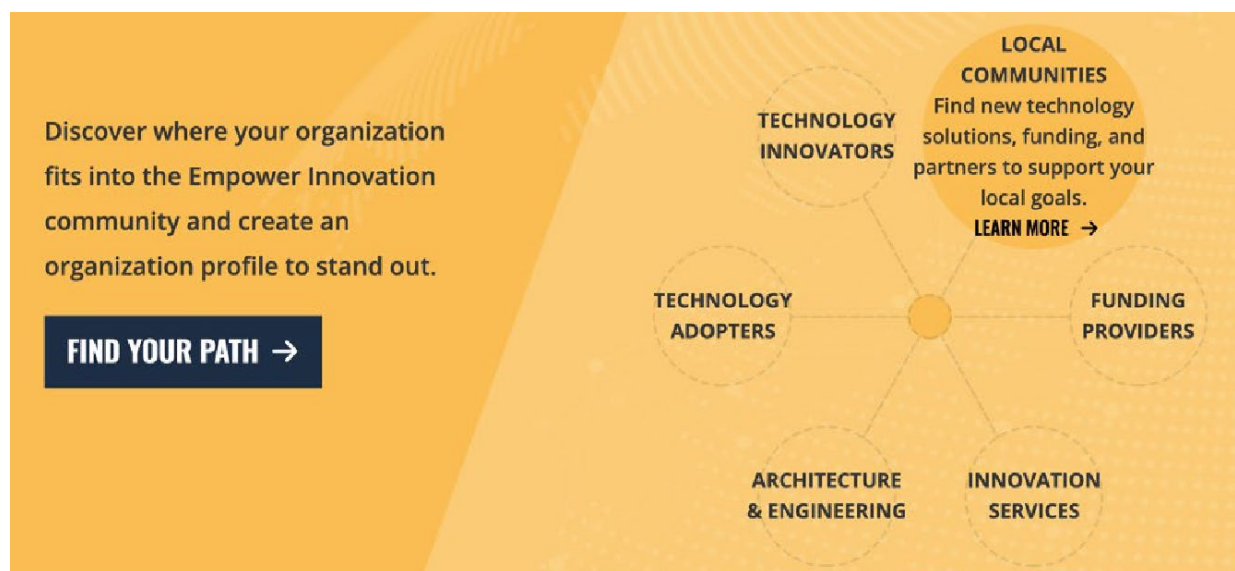 Discover where your organization
fits into the Empower Innovation
community and create an
organization profile to stand out.
FIND YOUR PATH →
LOCAL
COMMUNITIES
Find new technology
solutions, funding, and
partners to support your
local goals.
LEARN MORE →
TECHNOLOGY
INNOVATORS
TECHNOLOGY
ADOPTERS
FUNDING
PROVIDERS
ARCHITECTURE
& ENGINEERING
INNOVATION
SERVICES